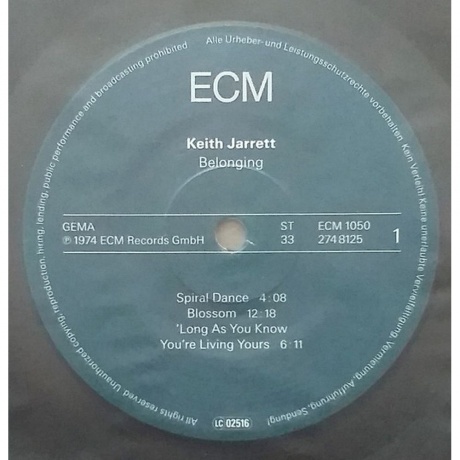 ECM
Keith Jarrett
Belonging
GEMA ST ECM 1050
℗ 1974 ECM Records GmbH 33 274 8125 1
Spiral Dance 4:08
Blossom 12:18
'Long As You Know
You're Living Yours 6:11
LC 02516
Alle Urheber- und Leistungsschutzrechte vorbehalten. Kein Verleih! Keine unerlaubte Vervielfältigung, Vermietung, Aufführung, Sendung!
All rights reserved. Unauthorized copying, reproduction, hiring, lending, public performance and broadcasting prohibited